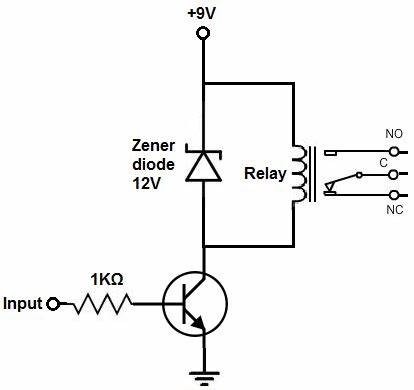 +9V
Zener
diode
12V
Relay
NO
C
NC
1KΩ
Input